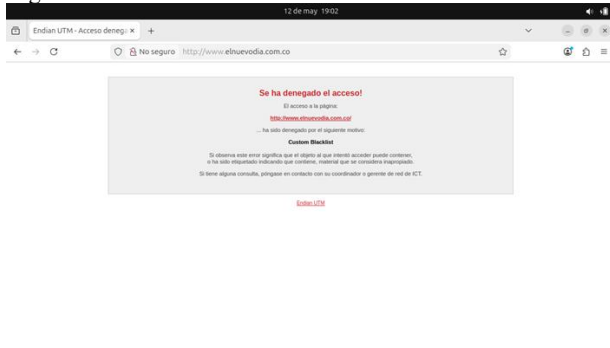 12 de may 19:02
Endian UTM - Acceso deneg
No seguro http://www.elnuevodia.com.co
Se ha denegado el acceso!
El acceso a la página:
http://www.elnuevodia.com.co/
... ha sido denegado por el siguiente motivo:
Custom Blacklist
Si observa este error significa que el objeto al que intentó acceder puede contener,
o ha sido etiquetado indicando que contiene, material que se considera inapropiado.
Si tiene alguna consulta, póngase en contacto con su coordinador o gerente de red de ICT.
Endian UTM